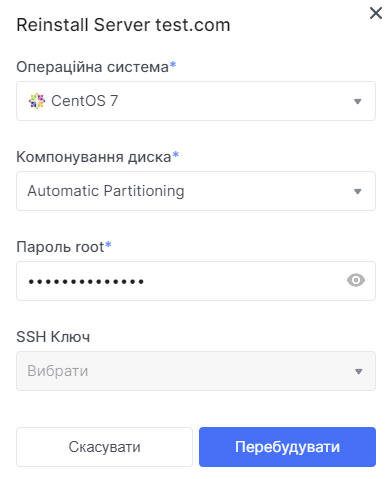 Reinstall Server test.com
Операційна система*
CentOS 7
Компонування диска*
Automatic Partitioning
Пароль root*
••••••••••••••
SSH Ключ
Вибрати
Скасувати Перебудувати